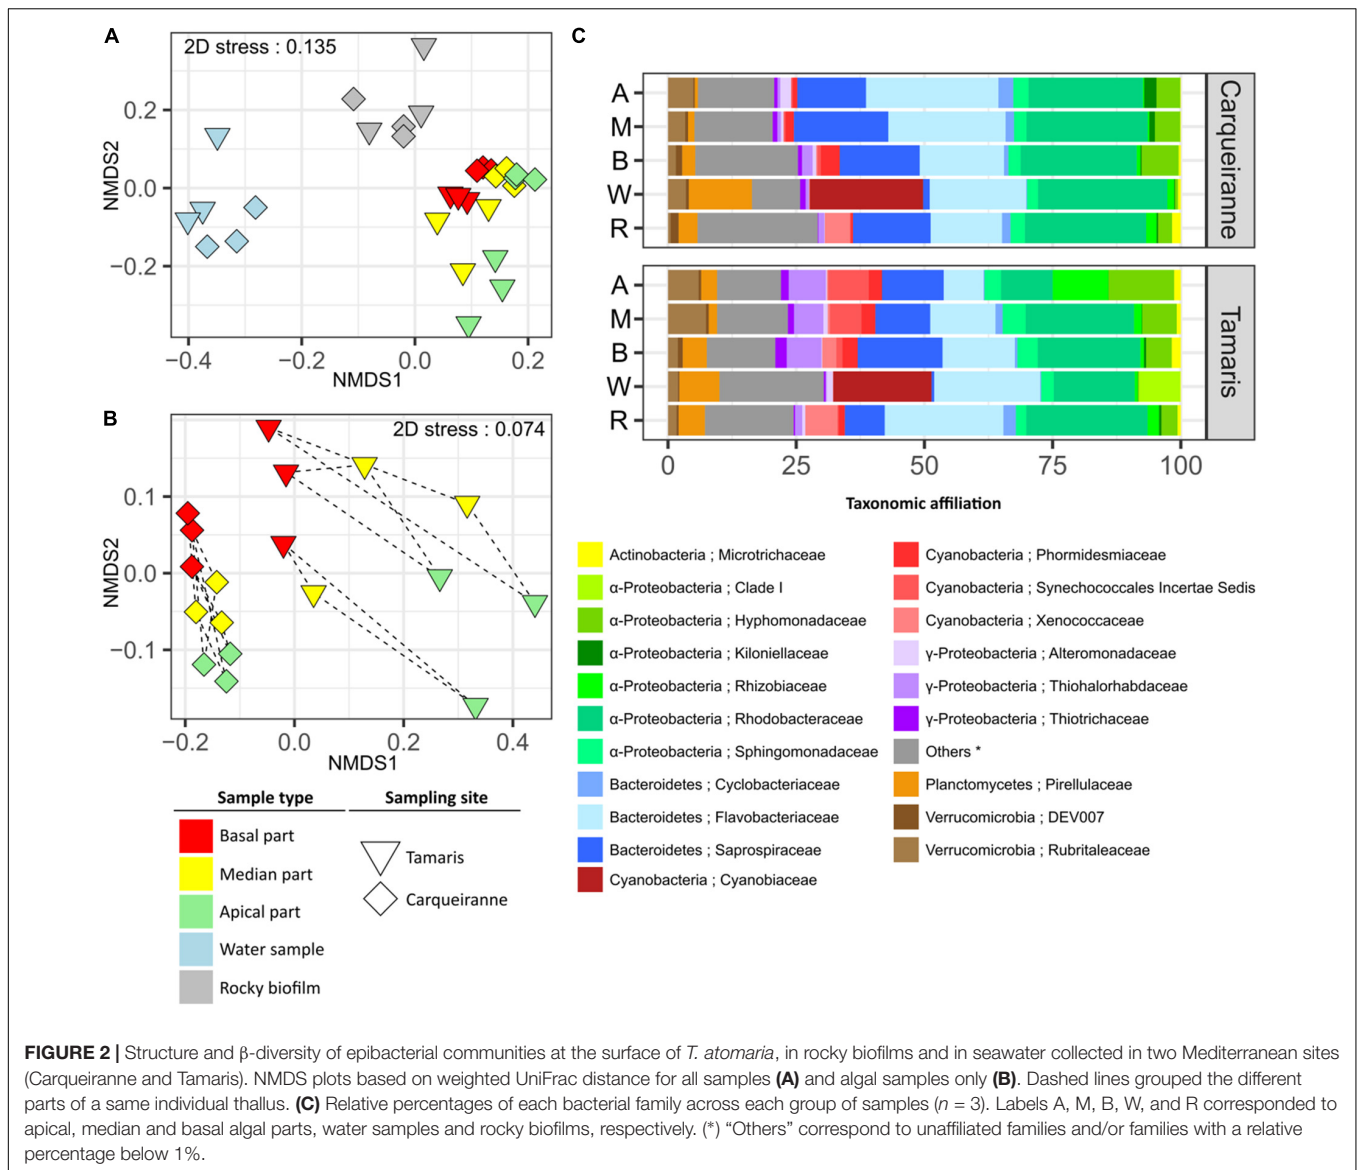 A
2D stress : 0.135
NMDS2
0.2
0.0
−0.2
−0.4
−0.2
0.0
0.2
NMDS1
B
2D stress : 0.074
NMDS2
0.1
0.0
−0.1
−0.2
0.0
0.2
0.4
NMDS1
Sample type
Basal part
Median part
Apical part
Water sample
Rocky biofilm
Sampling site
Tamaris
Carqueiranne
C
A
M
B
W
R
Carqueiranne
A
M
B
W
R
Tamaris
0
25
50
75
100
Taxonomic affiliation
Actinobacteria ; Microtrichaceae
α-Proteobacteria ; Clade I
α-Proteobacteria ; Hyphomonadaceae
α-Proteobacteria ; Kiloniellaceae
α-Proteobacteria ; Rhizobiaceae
α-Proteobacteria ; Rhodobacteraceae
α-Proteobacteria ; Sphingomonadaceae
Bacteroidetes ; Cyclobacteriaceae
Bacteroidetes ; Flavobacteriaceae
Bacteroidetes ; Saprospiraceae
Cyanobacteria ; Cyanobiaceae
Cyanobacteria ; Phormidesmiaceae
Cyanobacteria ; Synechococcales Incertae Sedis
Cyanobacteria ; Xenococcaceae
γ-Proteobacteria ; Alteromonadaceae
γ-Proteobacteria ; Thiohalorhabdaceae
γ-Proteobacteria ; Thiotrichaceae
Others *
Planctomycetes ; Pirellulaceae
Verrucomicrobia ; DEV007
Verrucomicrobia ; Rubritaleaceae
FIGURE 2 | Structure and β-diversity of epibacterial communities at the surface of T. atomaria, in rocky biofilms and in seawater collected in two Mediterranean sites
(Carqueiranne and Tamaris). NMDS plots based on weighted UniFrac distance for all samples (A) and algal samples only (B). Dashed lines grouped the different
parts of a same individual thallus. (C) Relative percentages of each bacterial family across each group of samples (n = 3). Labels A, M, B, W, and R corresponded to
apical, median and basal algal parts, water samples and rocky biofilms, respectively. (*) “Others” correspond to unaffiliated families and/or families with a relative
percentage below 1%.